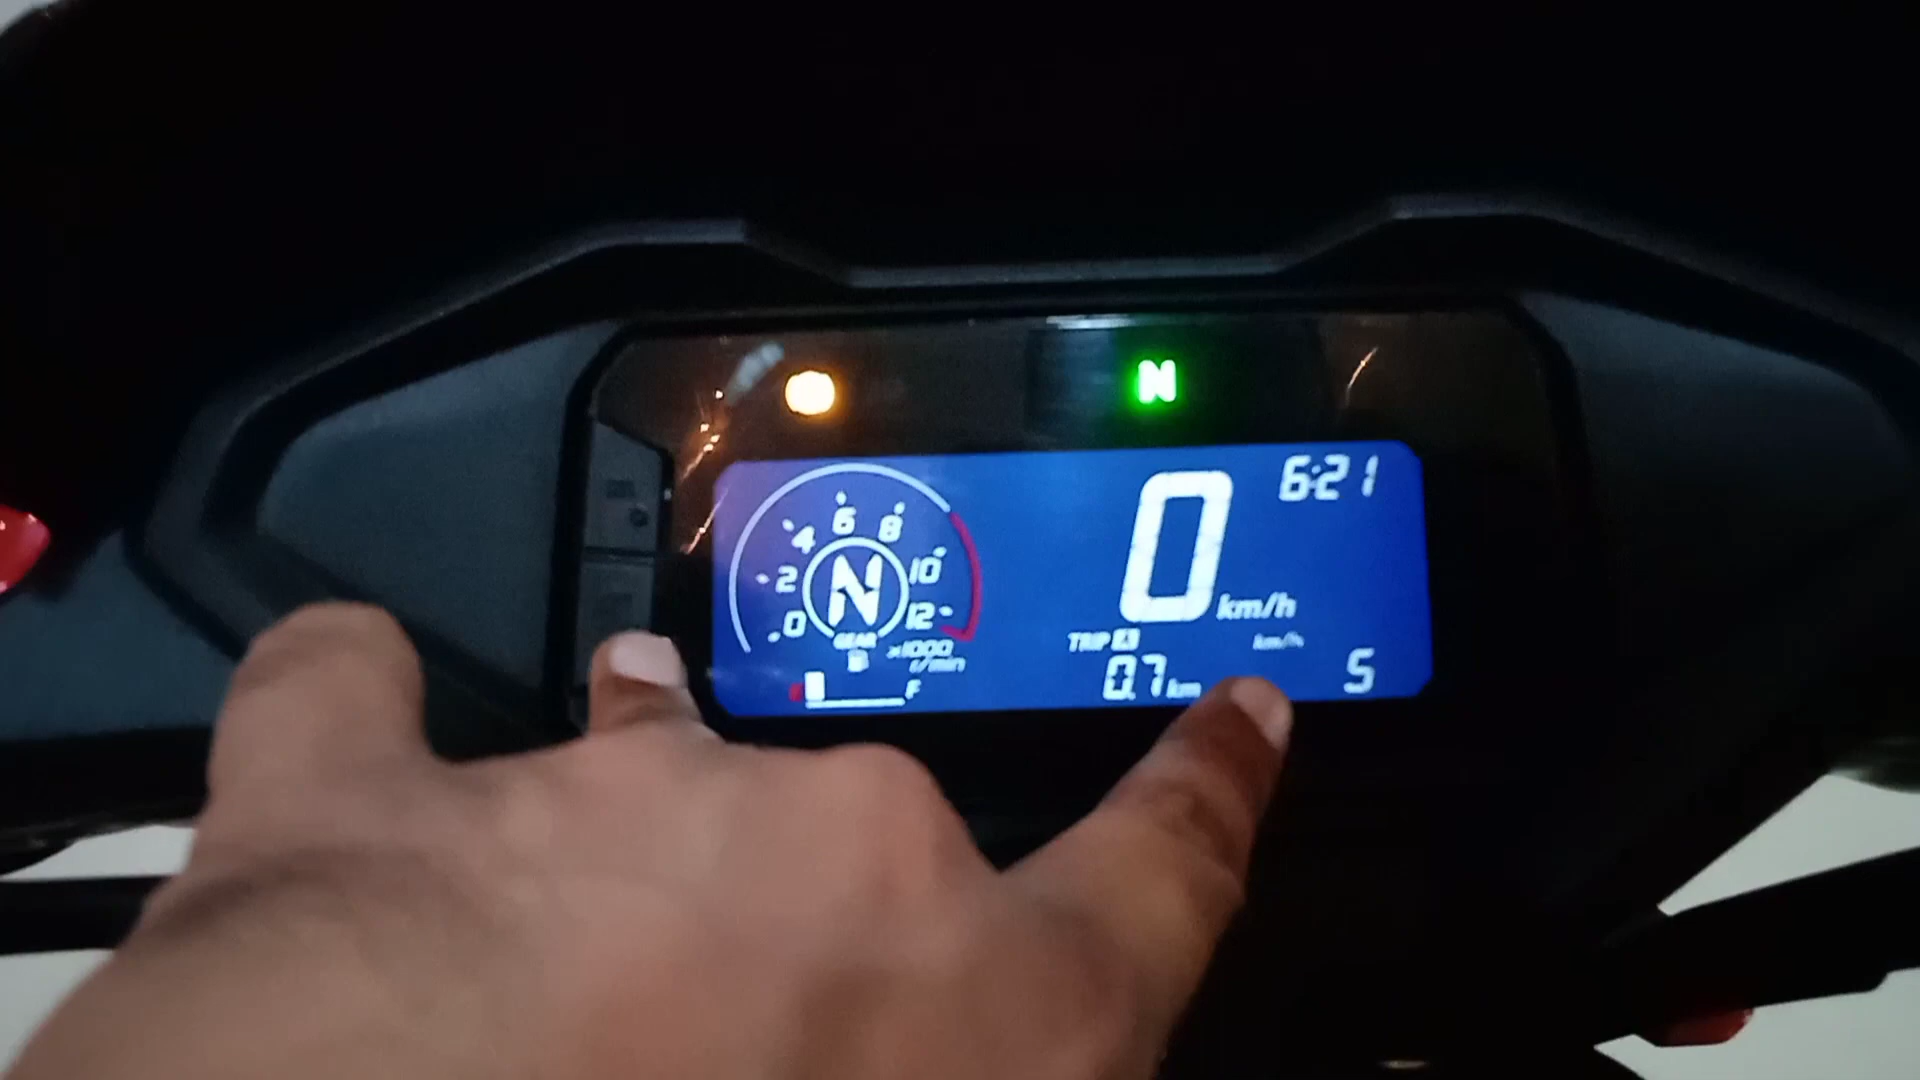 N
6:21
0 km/h
6 8
4
2 10
0 12
N
GEAR
×1000
r/min
F
TRIP A
0.7 km
km/h
5